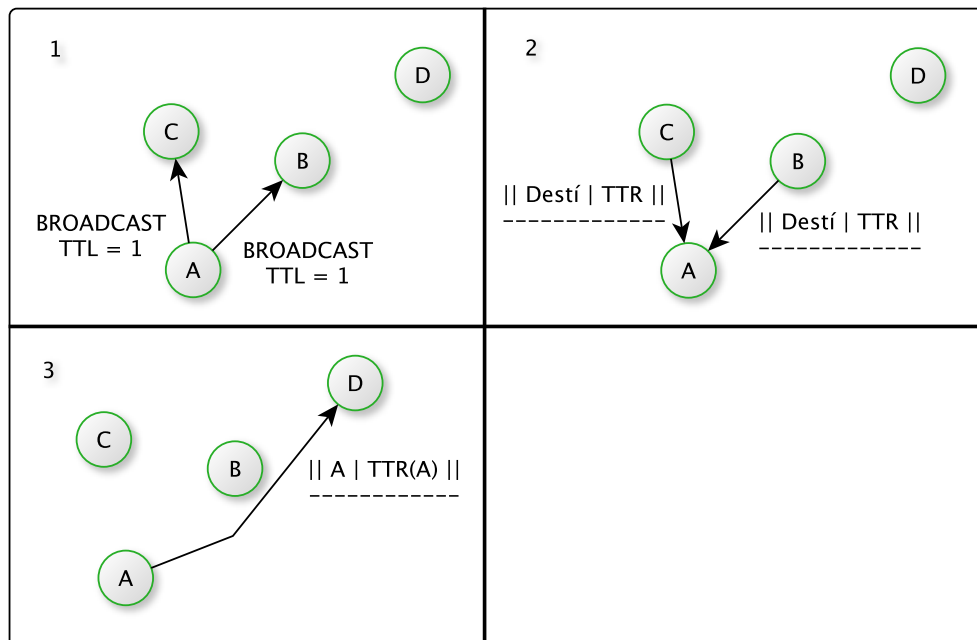 1
D
C
B
BROADCAST
TTL = 1
BROADCAST
TTL = 1
A
2
D
C
B
|| Destí | TTR ||
-------------
|| Destí | TTR ||
-------------
A
3
D
C
B
|| A | TTR(A) ||
------------
A